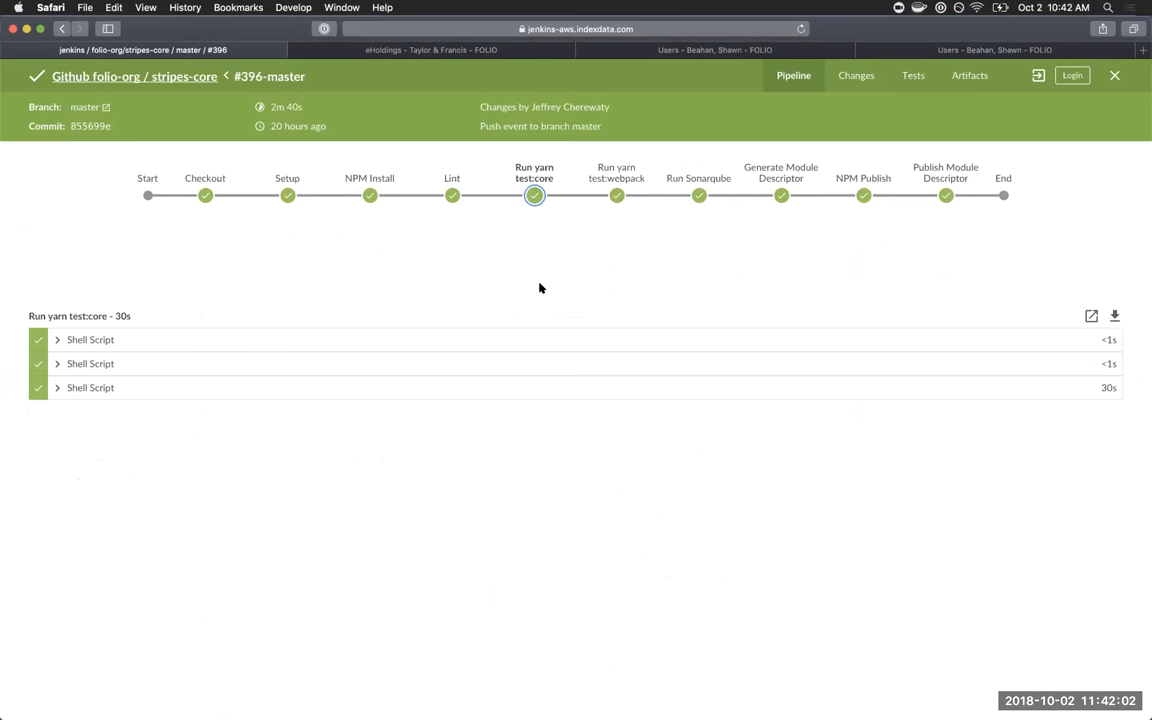 Safari File Edit View History Bookmarks Develop Window Help Oct 2 10:42 AM
jenkins-aws.indexdata.com
jenkins / folio-org/stripes-core / master / #396 eHoldings - Taylor & Francis - FOLIO Users - Beahan, Shawn - FOLIO Users - Beahan, Shawn - FOLIO
Github folio-org / stripes-core < #396-master Pipeline Changes Tests Artifacts Login
Branch: master 2m 40s Changes by Jeffrey Cherewaty
Commit: 855699e 20 hours ago Push event to branch master
Start Checkout Setup NPM Install Lint Run yarn test:core Run yarn test:webpack Run Sonarqube Generate Module Descriptor NPM Publish Publish Module Descriptor End
Run yarn test:core - 30s
Shell Script <1s
Shell Script <1s
Shell Script 30s
2018-10-02 11:42:02